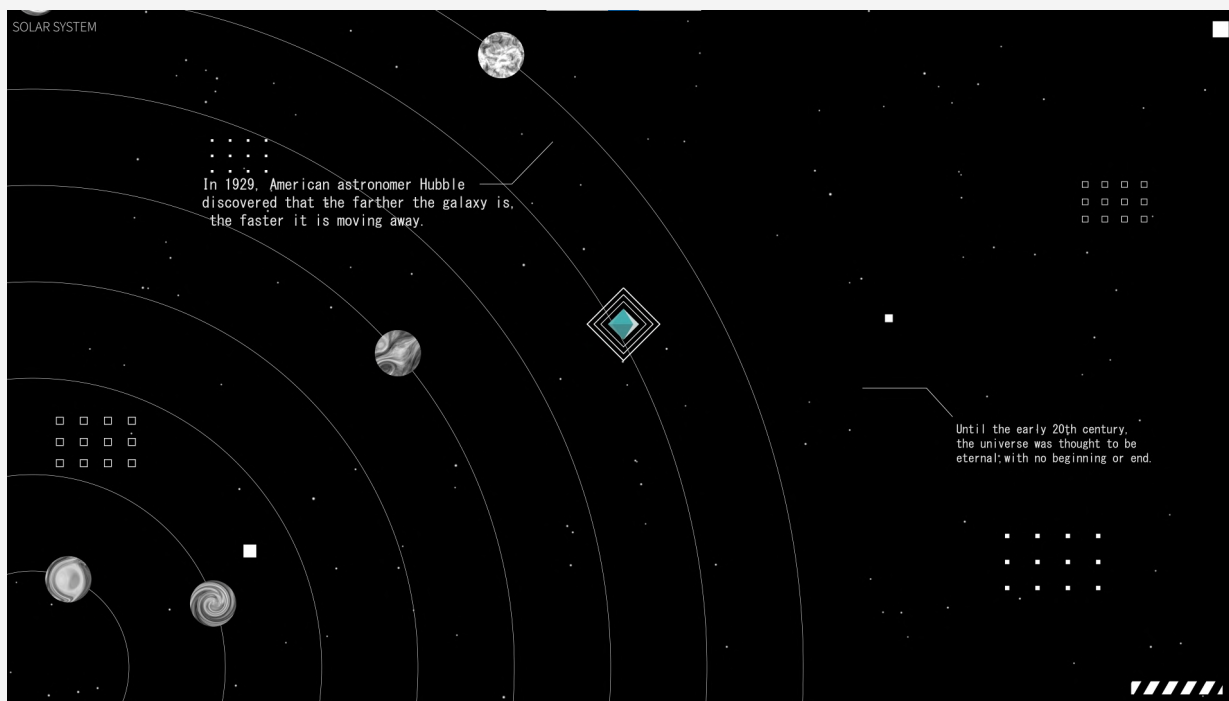 SOLAR SYSTEM
In 1929, American astronomer Hubble
discovered that the farther the galaxy is,
the faster it is moving away.
Until the early 20th century,
the universe was thought to be
eternal, with no beginning or end.